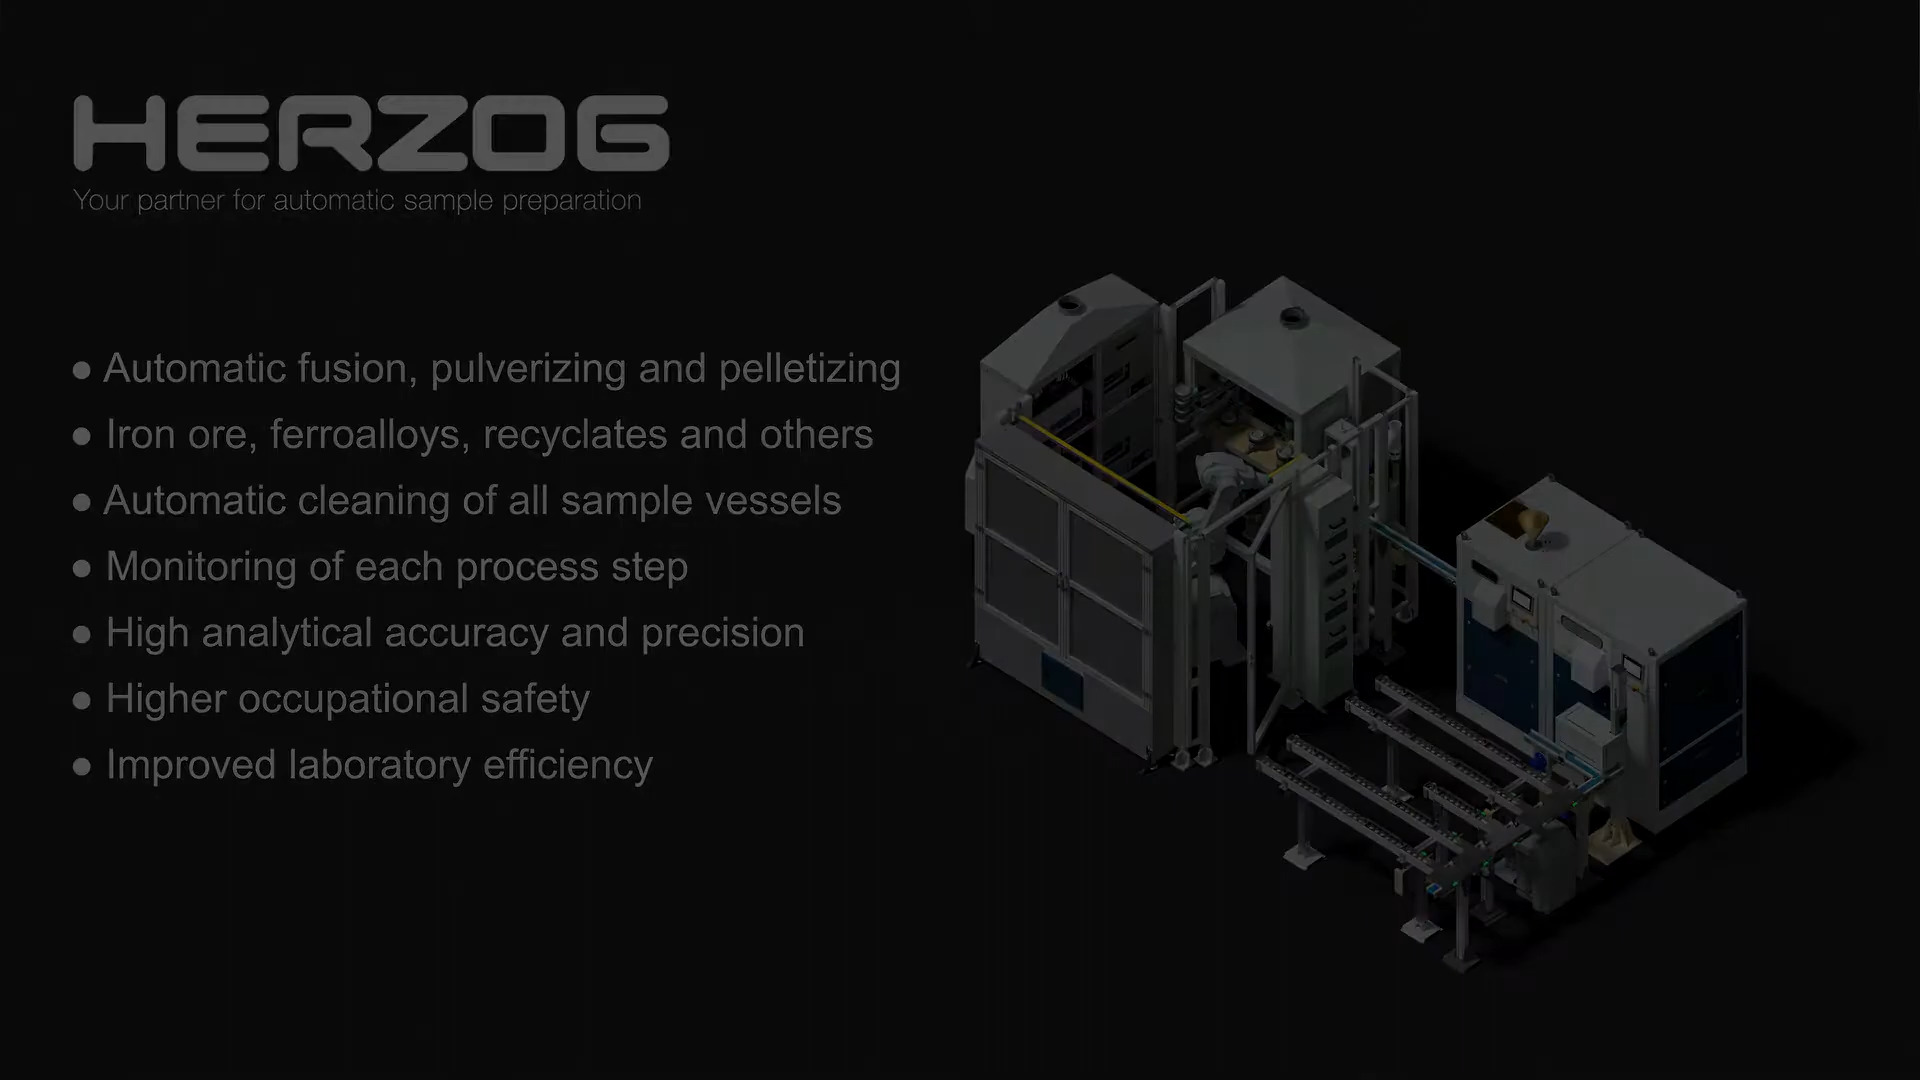 HERZOG
Your partner for automatic sample preparation
● Automatic fusion, pulverizing and pelletizing
● Iron ore, ferroalloys, recyclates and others
● Automatic cleaning of all sample vessels
● Monitoring of each process step
● High analytical accuracy and precision
● Higher occupational safety
● Improved laboratory efficiency